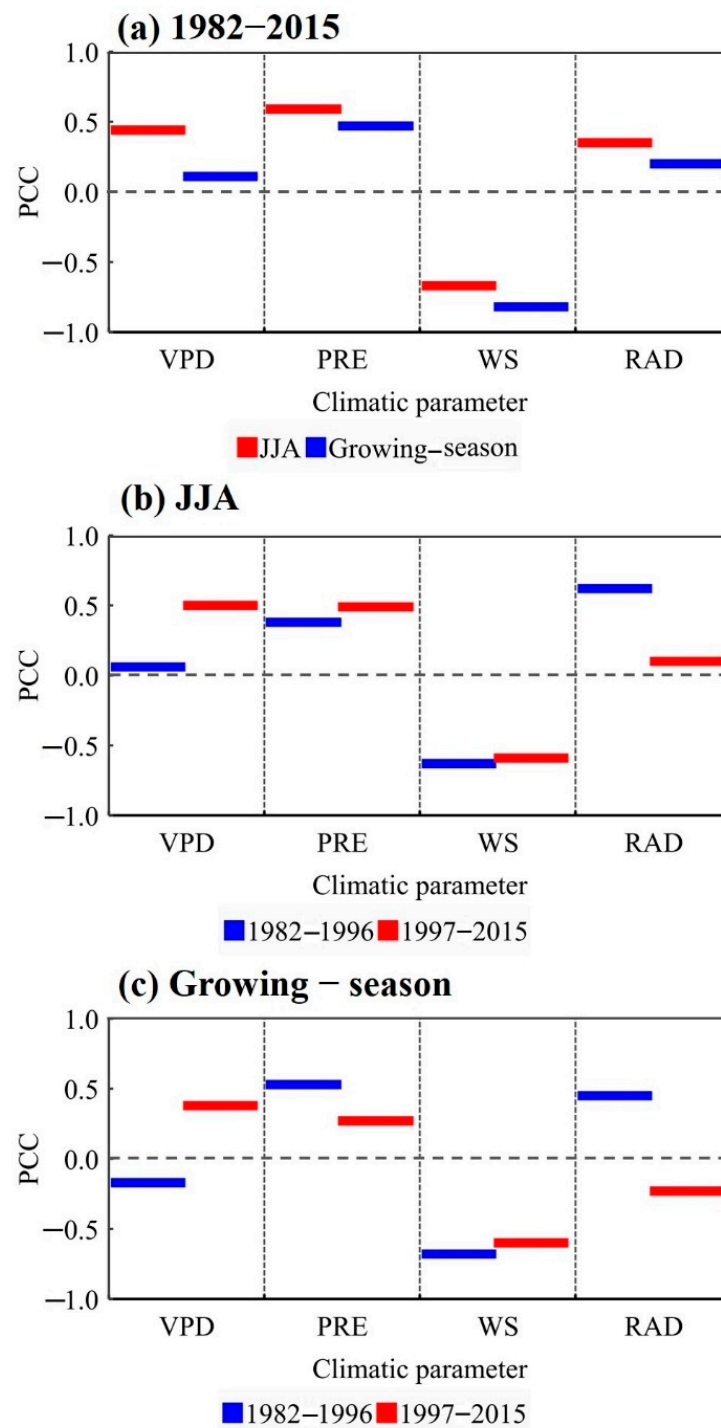 (a) 1982−2015
1.0
0.5
0.0
−0.5
−1.0
PCC
VPD PRE WS RAD
Climatic parameter
JJA Growing−season
(b) JJA
1.0
0.5
0.0
−0.5
−1.0
PCC
VPD PRE WS RAD
Climatic parameter
1982−1996 1997−2015
(c) Growing − season
1.0
0.5
0.0
−0.5
−1.0
PCC
VPD PRE WS RAD
Climatic parameter
1982−1996 1997−2015